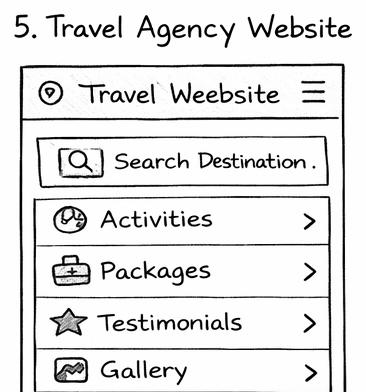 5. Travel Agency Website
Travel Weebsite
Search Destination .
Activities
Packages
Testimonials
Gallery